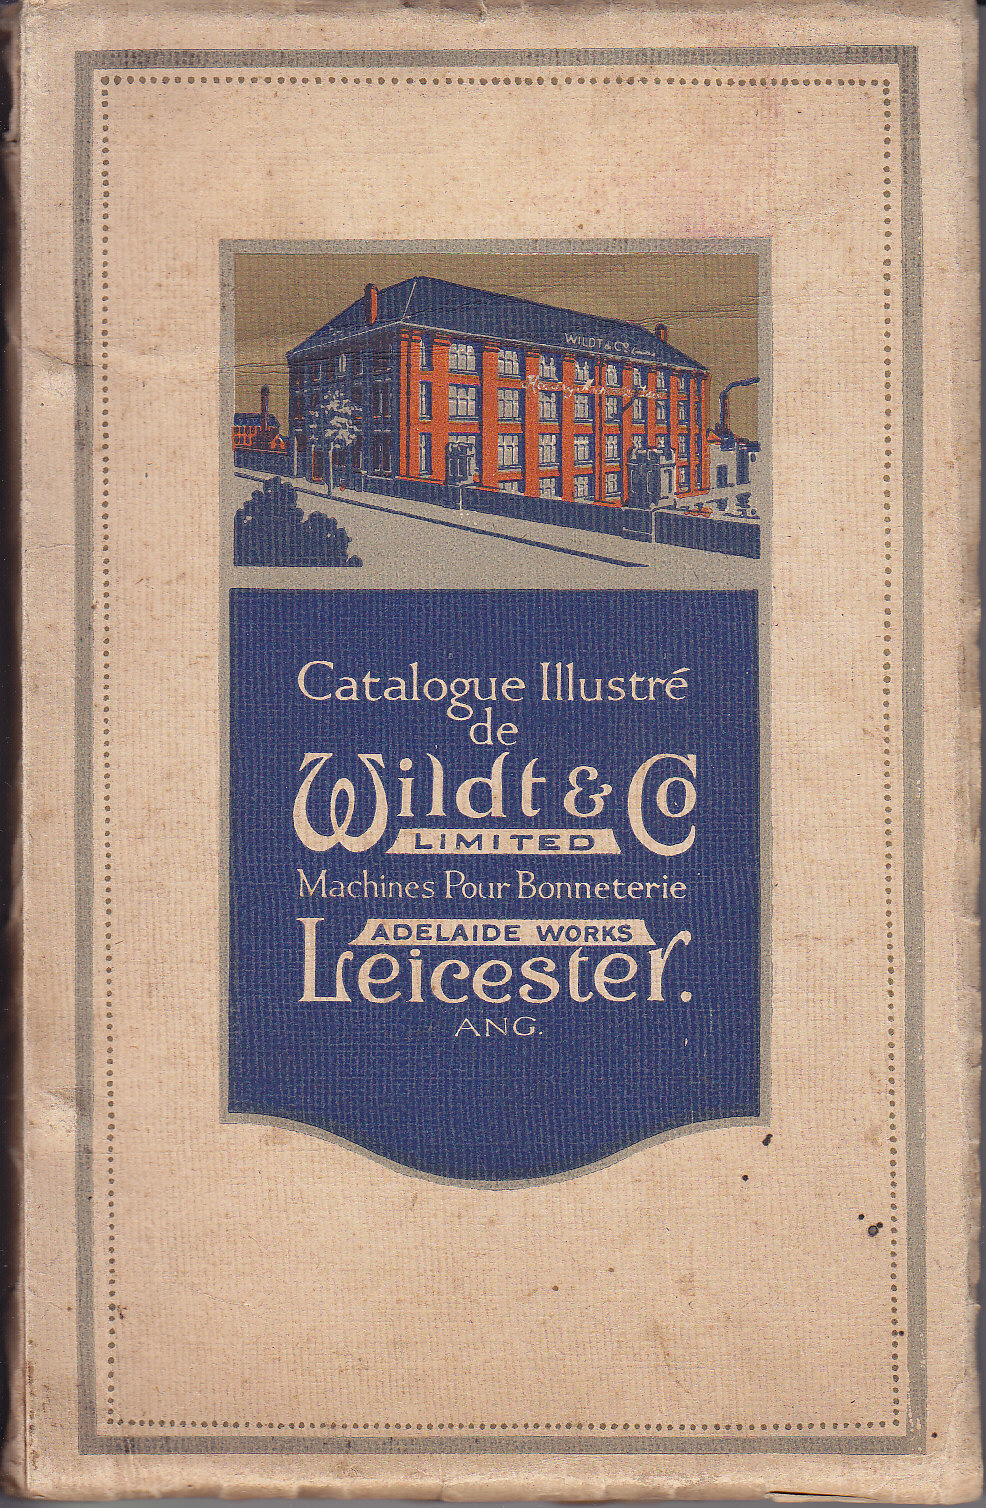 WILDT & Co
Catalogue Illustré
de
Wildt & Co
LIMITED
Machines Pour Bonneterie
ADELAIDE WORKS
Leicester.
ANG.